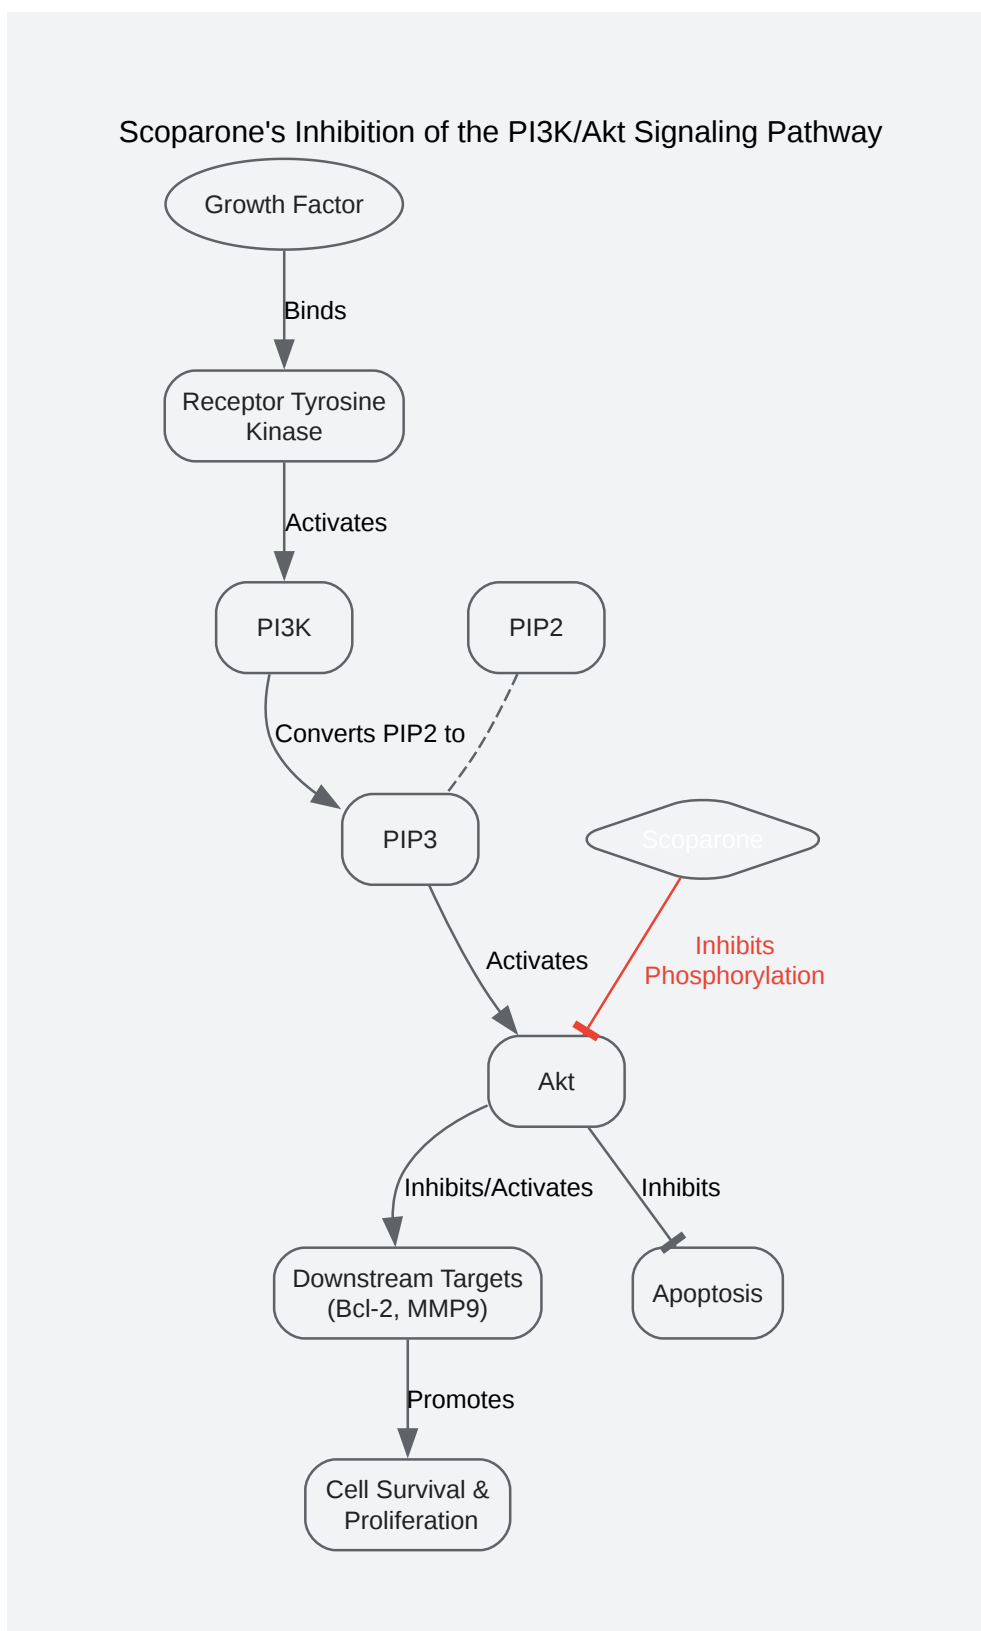 Scoparone's Inhibition of the PI3K/Akt Signaling Pathway
Growth Factor
Binds
Receptor Tyrosine
Kinase
Activates
PI3K
PIP2
Converts PIP2 to
PIP3
Scoparone
Inhibits
Phosphorylation
Activates
Akt
Inhibits/Activates
Inhibits
Downstream Targets
(Bcl-2, MMP9)
Apoptosis
Promotes
Cell Survival &
Proliferation